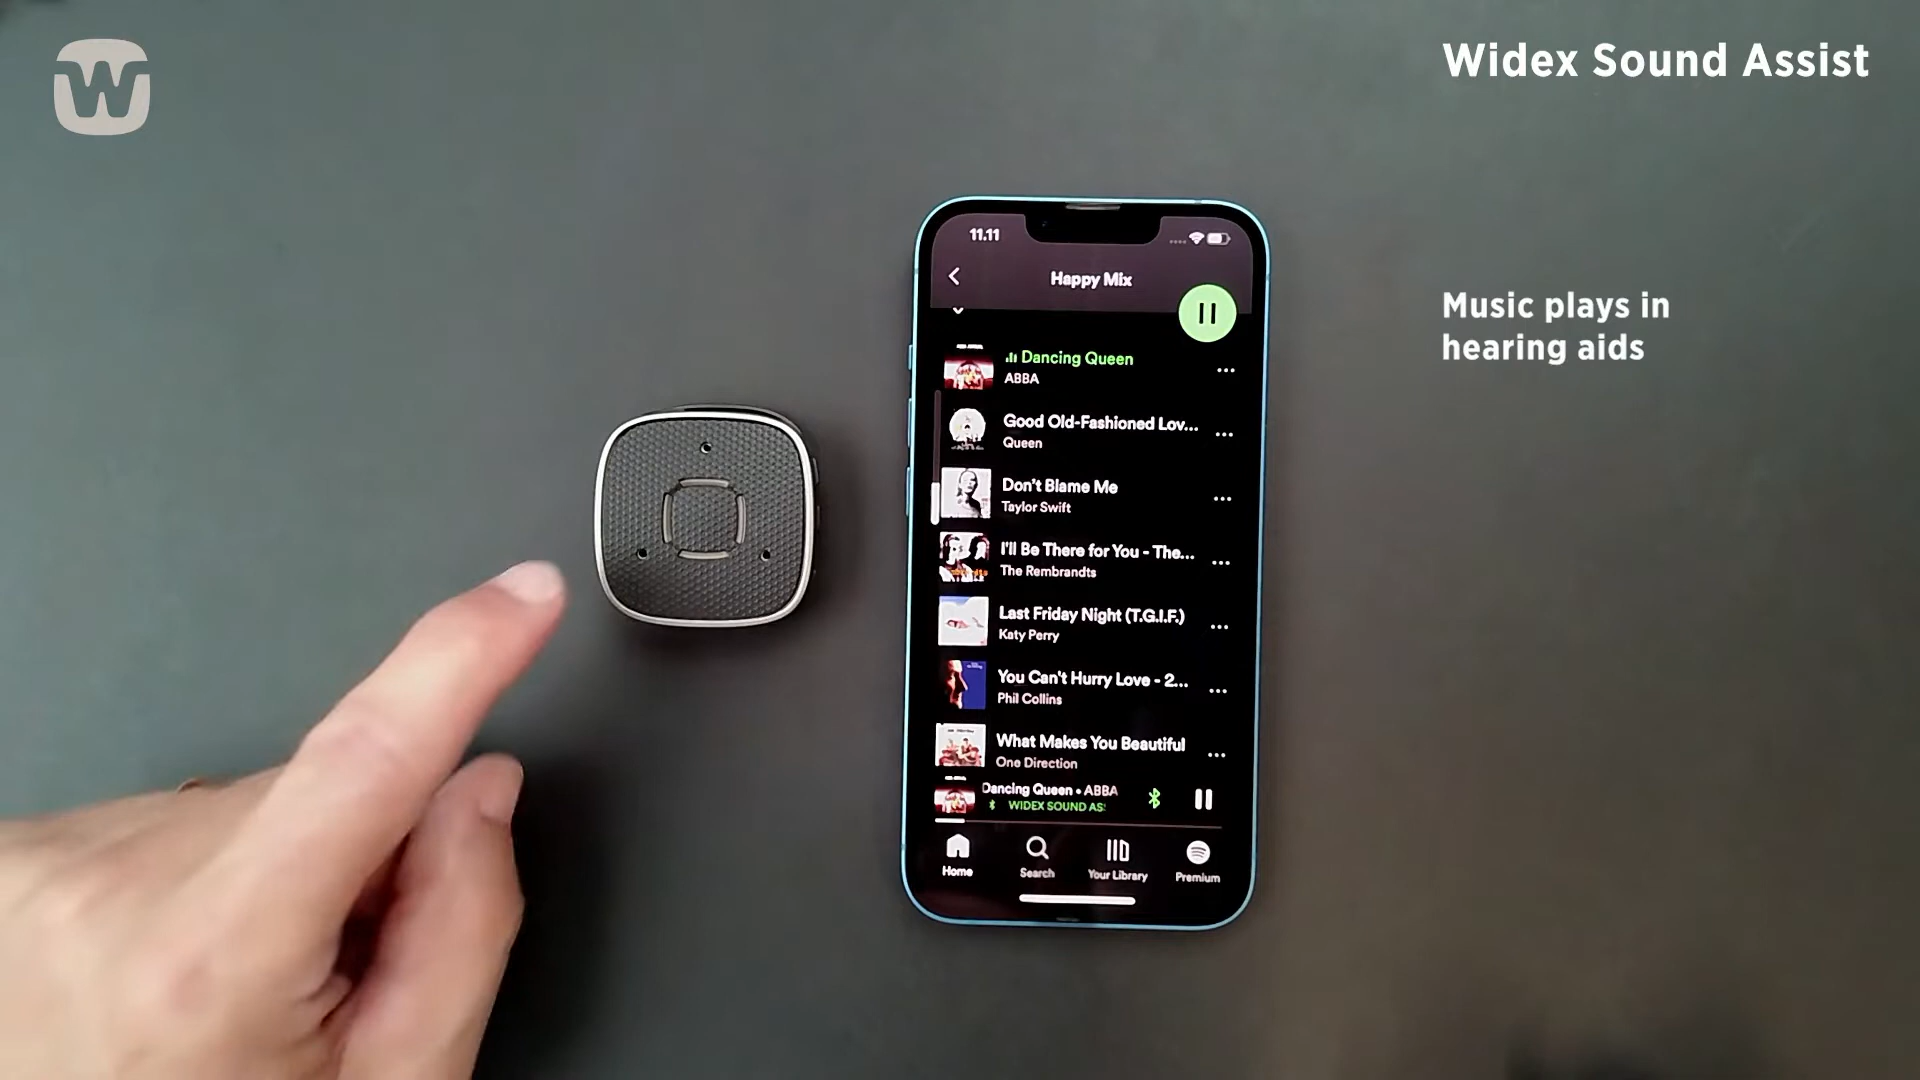 W
Widex Sound Assist
Music plays in
hearing aids
11.11
Happy Mix
Dancing Queen
ABBA
Good Old-Fashioned Lov...
Queen
Don't Blame Me
Taylor Swift
I'll Be There for You - The...
The Rembrandts
Last Friday Night (T.G.I.F.)
Katy Perry
You Can't Hurry Love - 2...
Phil Collins
What Makes You Beautiful
One Direction
Dancing Queen • ABBA
WIDEX SOUND AS
Home
Search
Your Library
Premium